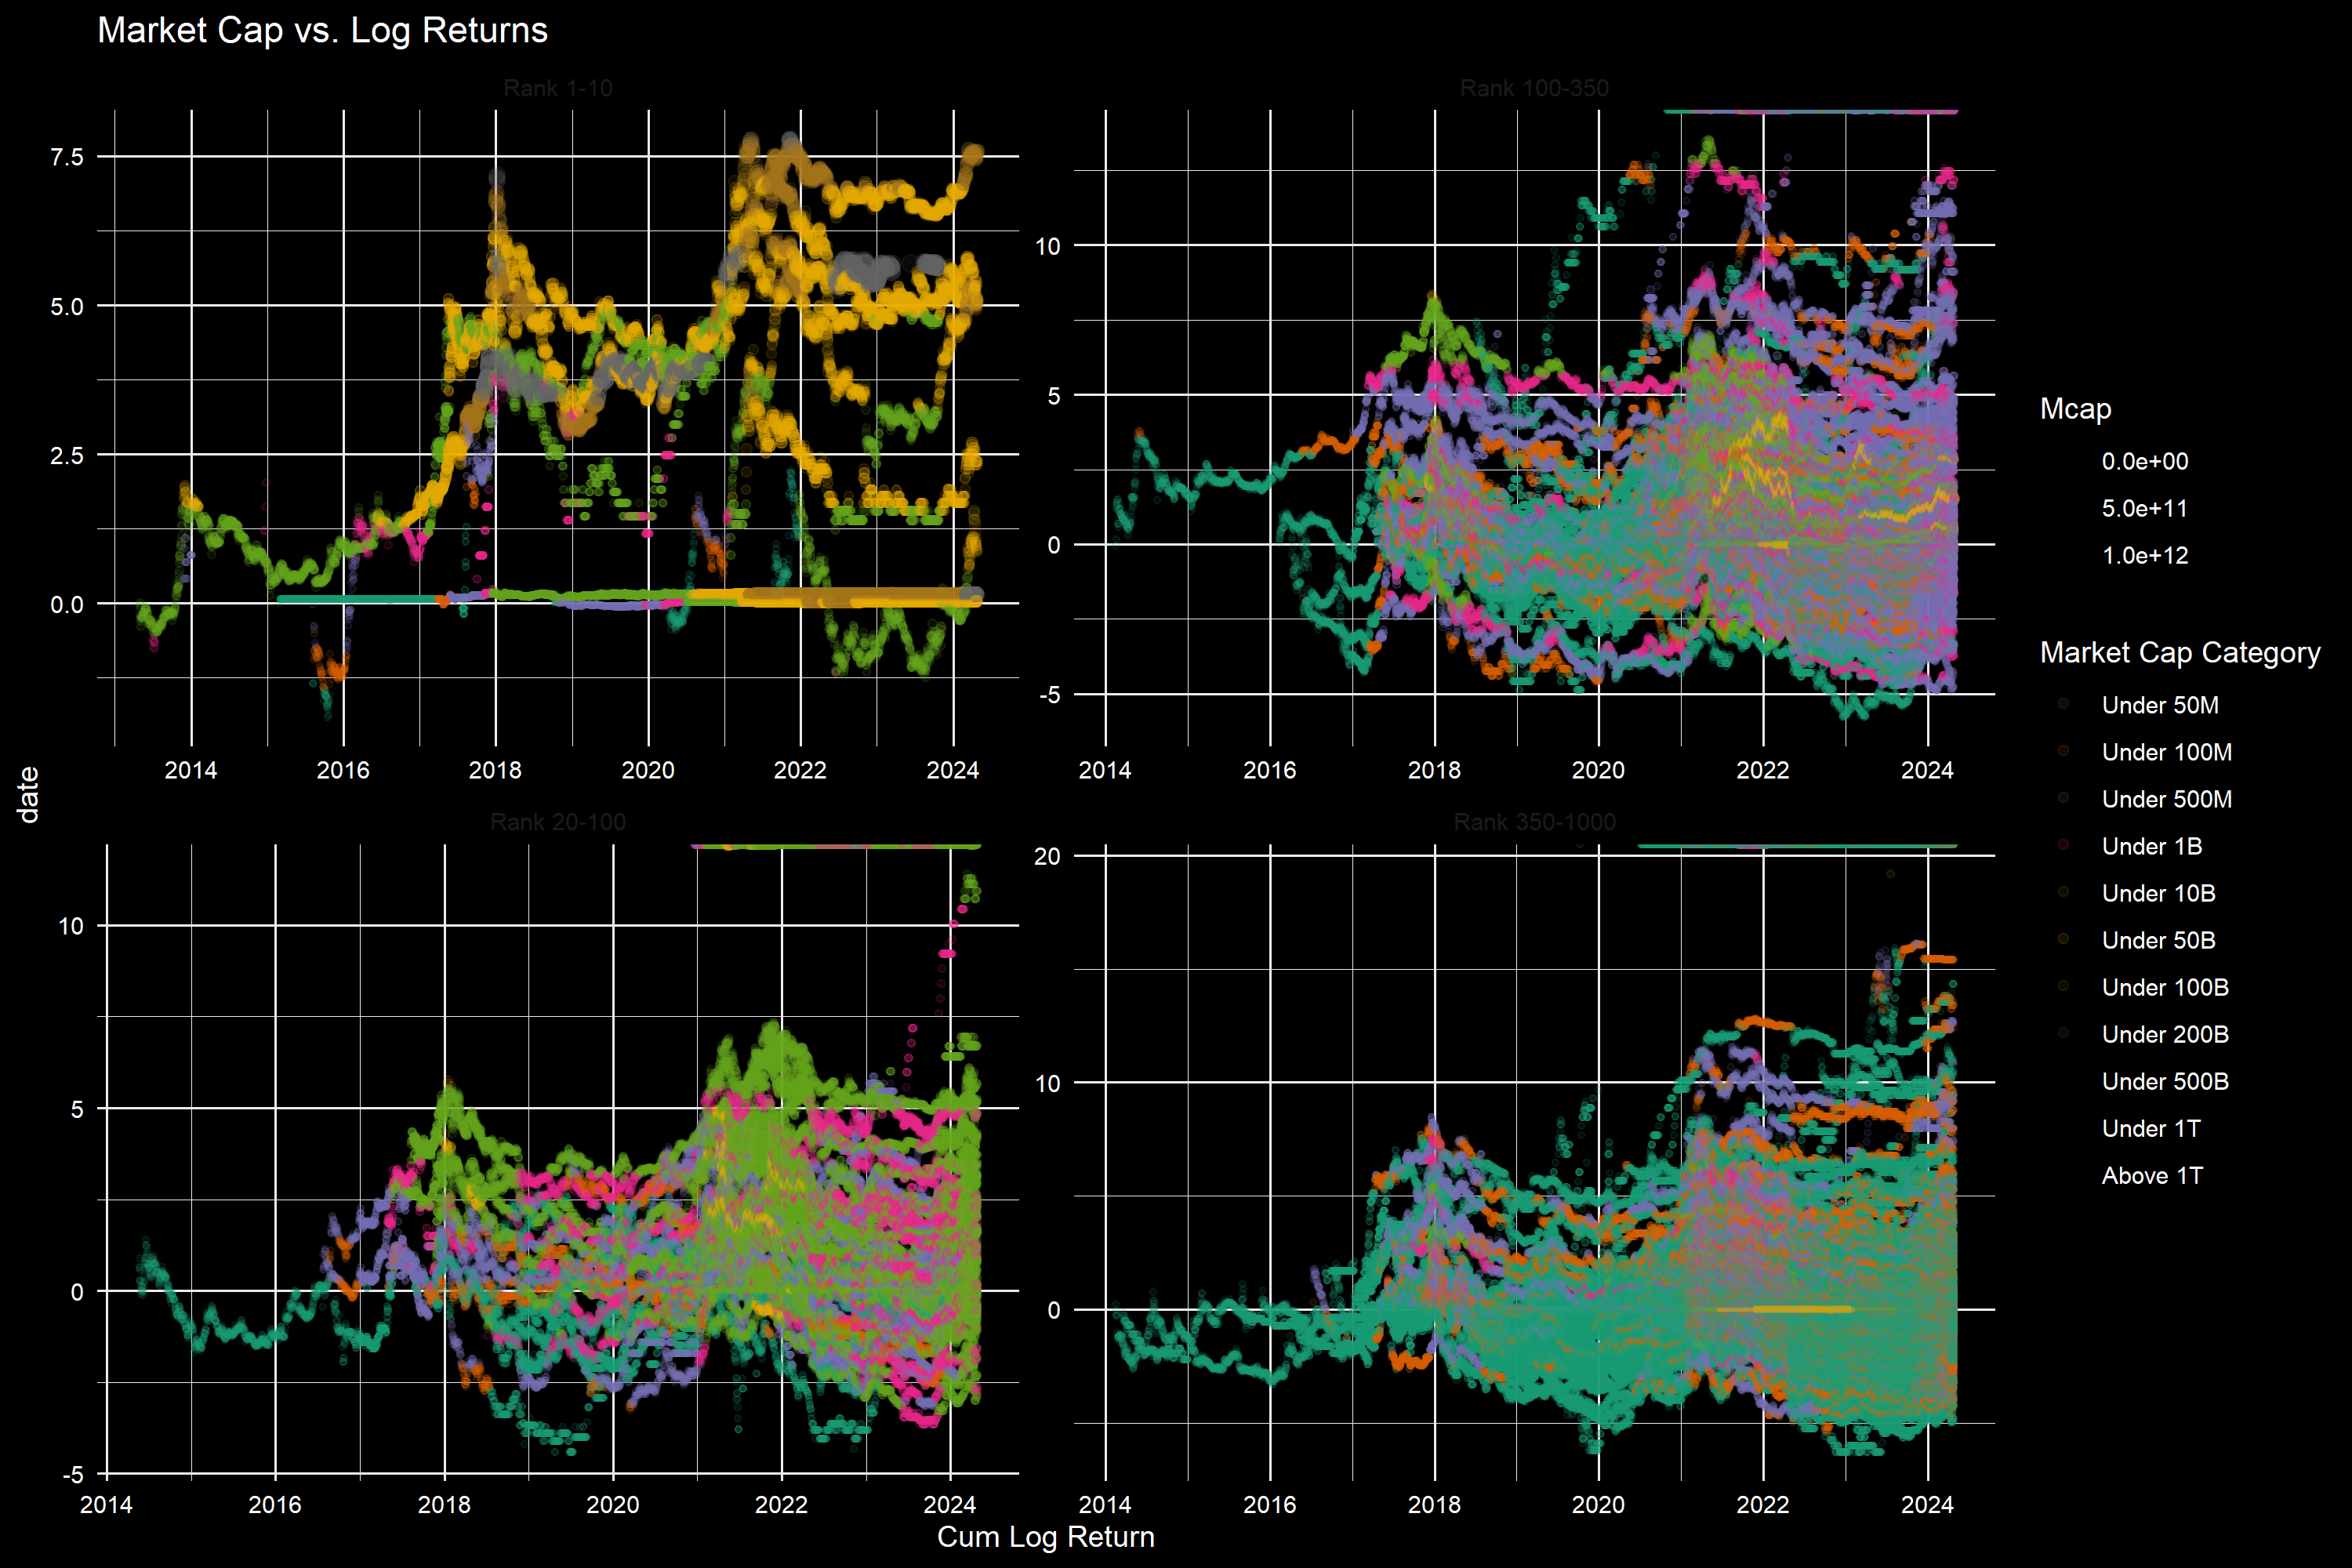 Market Cap vs. Log Returns
Rank 1-10
Rank 100-350
7.5
5.0
2.5
0.0
10
5
0
-5
2014 2016 2018 2020 2022 2024
2014 2016 2018 2020 2022 2024
date
Rank 20-100
Rank 350-1000
10
5
0
-5
20
10
0
2014 2016 2018 2020 2022 2024
2014 2016 2018 2020 2022 2024
Cum Log Return
Mcap
0.0e+00
5.0e+11
1.0e+12
Market Cap Category
Under 50M
Under 100M
Under 500M
Under 1B
Under 10B
Under 50B
Under 100B
Under 200B
Under 500B
Under 1T
Above 1T